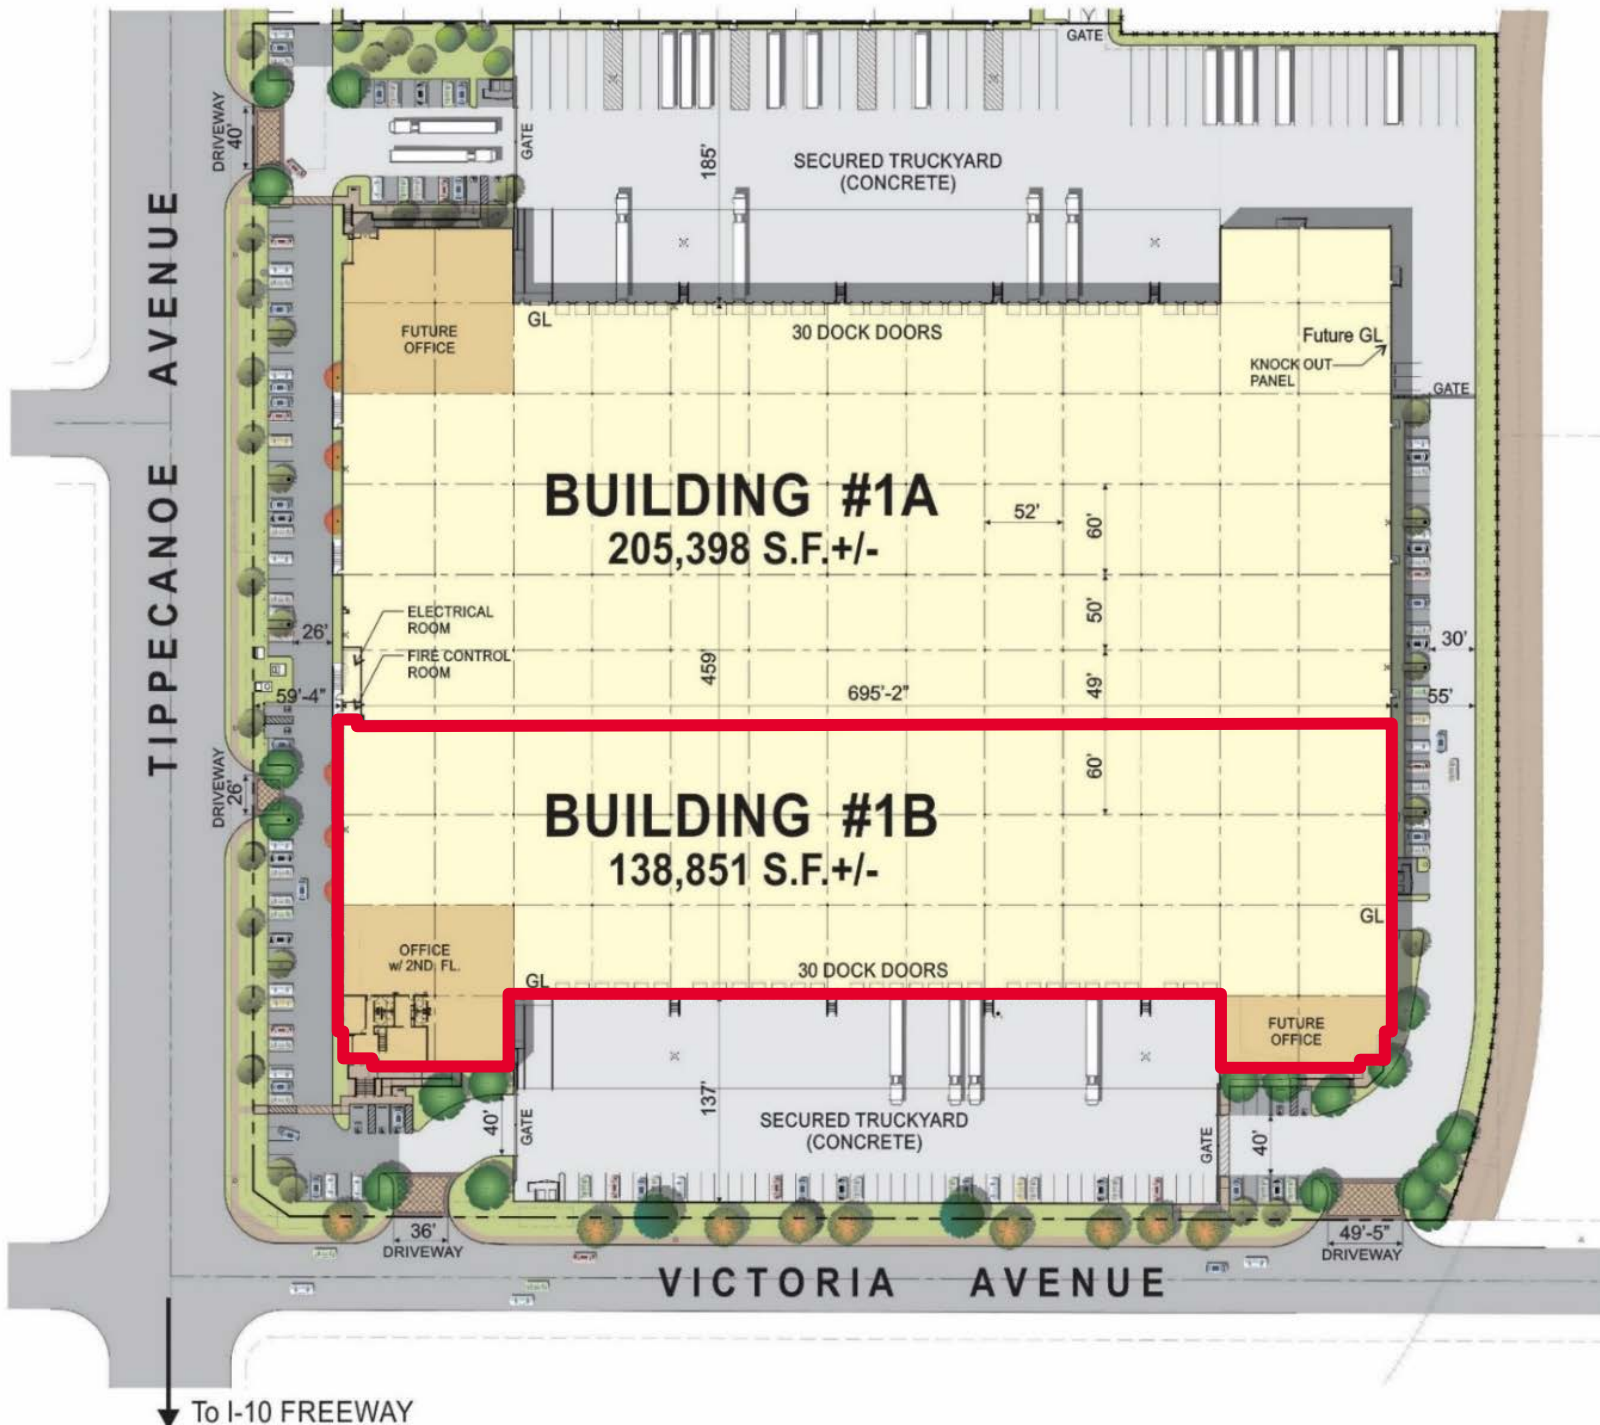 GATE
DRIVEWAY
40'
GATE
185'
SECURED TRUCKYARD
(CONCRETE)
TIPPECANOE AVENUE
FUTURE
OFFICE
GL
30 DOCK DOORS
Future GL
KNOCK OUT
PANEL
GATE
BUILDING #1A
205,398 S.F.+/-
52'
60'
ELECTRICAL
ROOM
50'
26'
30'
FIRE CONTROL
ROOM
459'
49'
59'-4"
695'-2"
55'
DRIVEWAY
26'
60'
BUILDING #1B
138,851 S.F.+/-
GL
OFFICE
w/ 2ND. FL.
GL
30 DOCK DOORS
FUTURE
OFFICE
137'
40'
GATE
SECURED TRUCKYARD
(CONCRETE)
GATE
40'
36'
DRIVEWAY
49'-5"
DRIVEWAY
VICTORIA AVENUE
To I-10 FREEWAY